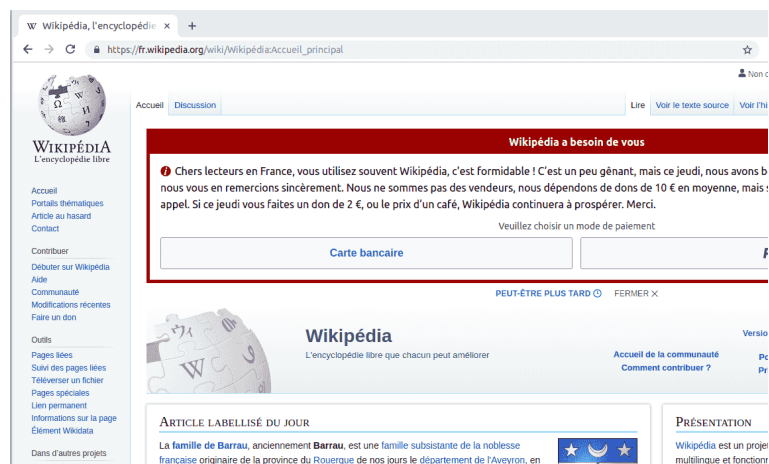 Wikipédia, l'encyclopédie
https://fr.wikipedia.org/wiki/Wikipédia:Accueil_principal
Non
WIKIPÉDIA
L'encyclopédie libre
Accueil
Discussion
Lire
Voir le texte source
Voir
Wikipédia a besoin de vous
Chers lecteurs en France, vous utilisez souvent Wikipédia, c'est formidable ! C'est un peu gênant, mais ce jeudi, nous avons
nous vous en remercions sincèrement. Nous ne sommes pas des vendeurs, nous dépendons de dons de 10 € en moyenne, mais
appel. Si ce jeudi vous faites un don de 2 €, ou le prix d'un café, Wikipédia continuera à prospérer. Merci.
Veuillez choisir un mode de paiement
Carte bancaire
PEUT-ÊTRE PLUS TARD
FERMER
Accueil
Portails thématiques
Article au hasard
Contact
Contribuer
Débuter sur Wikipédia
Aide
Communauté
Modifications récentes
Faire un don
Outils
Pages liées
Suivi des pages liées
Téléverser un fichier
Pages spéciales
Lien permanent
Informations sur la page
Élément Wikidata
Dans d'autres projets
Wikipédia
L'encyclopédie libre que chacun peut améliorer
Accueil de la communauté
Comment contribuer ?
ARTICLE LABELLISÉ DU JOUR
La famille de Barrau, anciennement Barrau, est une famille subsistante de la noblesse
française originaire de la province du Rouergue de nos jours le département de l'Aveyron, en
PRÉSENTATION
Wikipédia est un projet
multilingue et